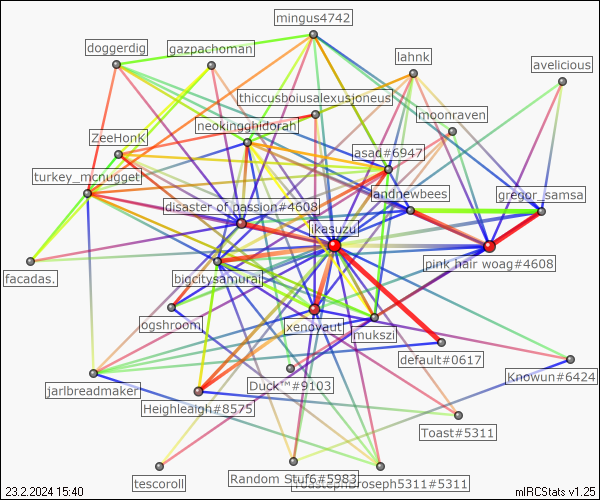 mingus4742
doggerdig
gazpachoman
lahnk
avelicious
thiccusboiusalexusjoneus
moonraven
neokingghidorah
ZeeHonK
asad#6947
turkey_mcnugget
andnewbees
gregor_samsa
disaster of passion#4608
ikasuzu
pink hair woag#4608
facadas.
bigcitysamurai
ogshroom
xenovaut
mukszi
default#0617
Knowun#6424
jarlbreadmaker
Duck™#9103
Heighleaigh#8575
Toast#5311
tescoroll
Random Stuf6#5983
5311#5311
23.2.2024 15:40
mIRCStats v1.25